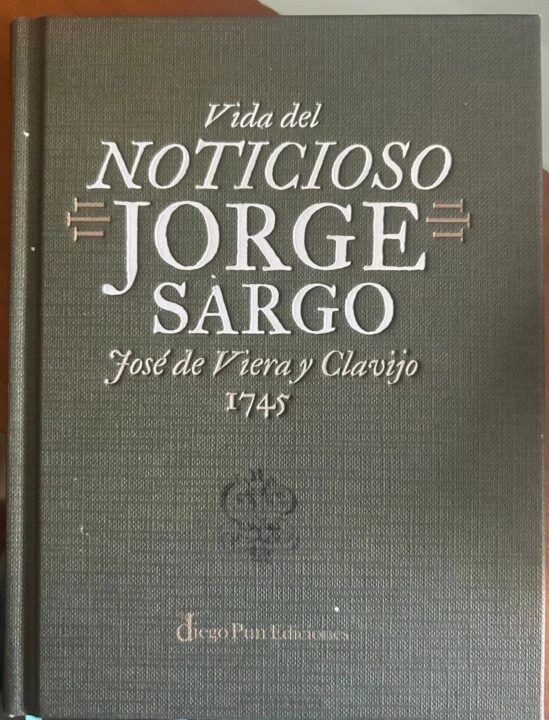 Vida del
NOTICIOSO
JORGE
SARGO
José de Viera y Clavijo
1745
diego Pun Ediciones